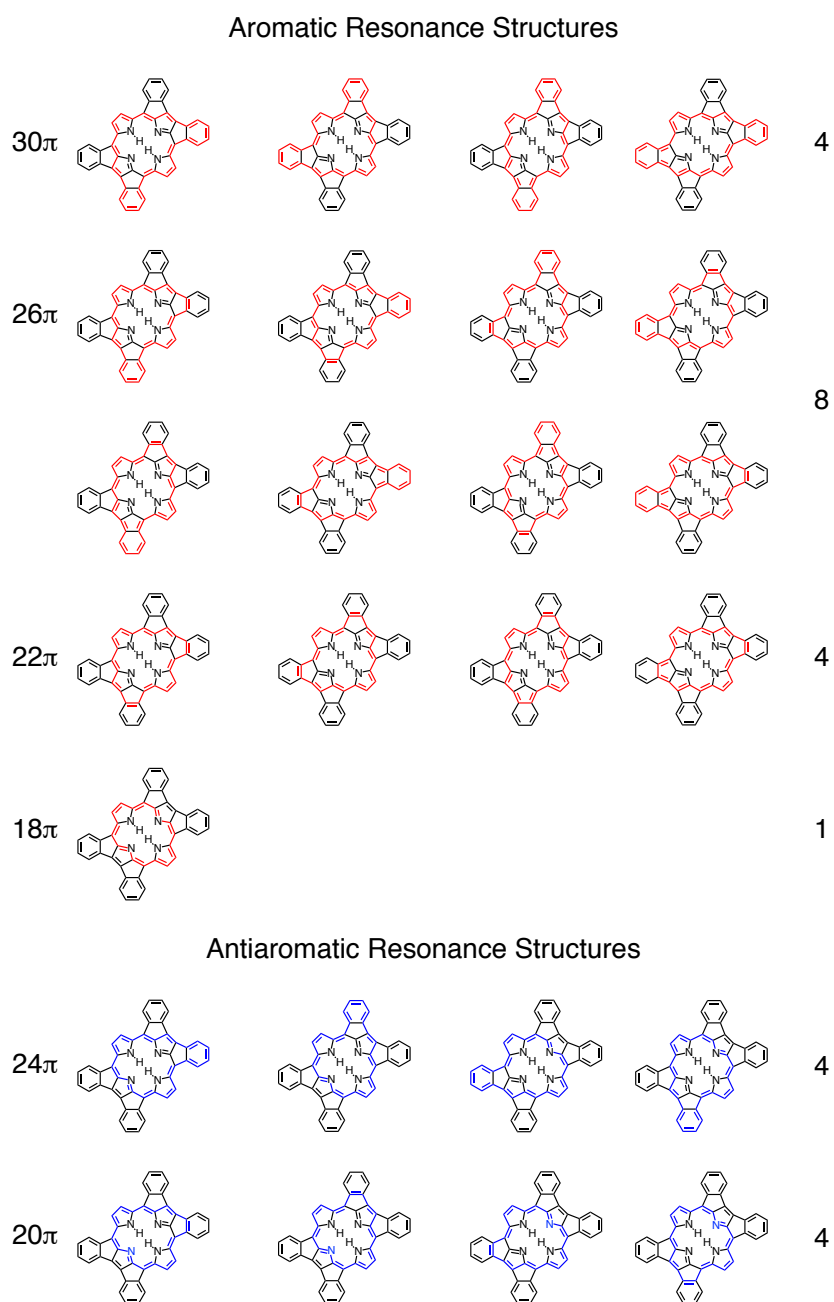 Aromatic Resonance Structures
30π N H H N N N N H H N N N N H H N N N N H H N N N 4
26π N H H N N N N H H N N N N H H N N N N H H N N N
8
N H H N N N N H H N N N N H H N N N N H H N N N
22π N H H N N N N H H N N N N H H N N N N H H N N N 4
18π N H H N N N 1
Antiaromatic Resonance Structures
24π N H H N N N N H H N N N N H H N N N N H H N N N 4
20π N H H N N N N H H N N N N H H N N N N H H N N N 4